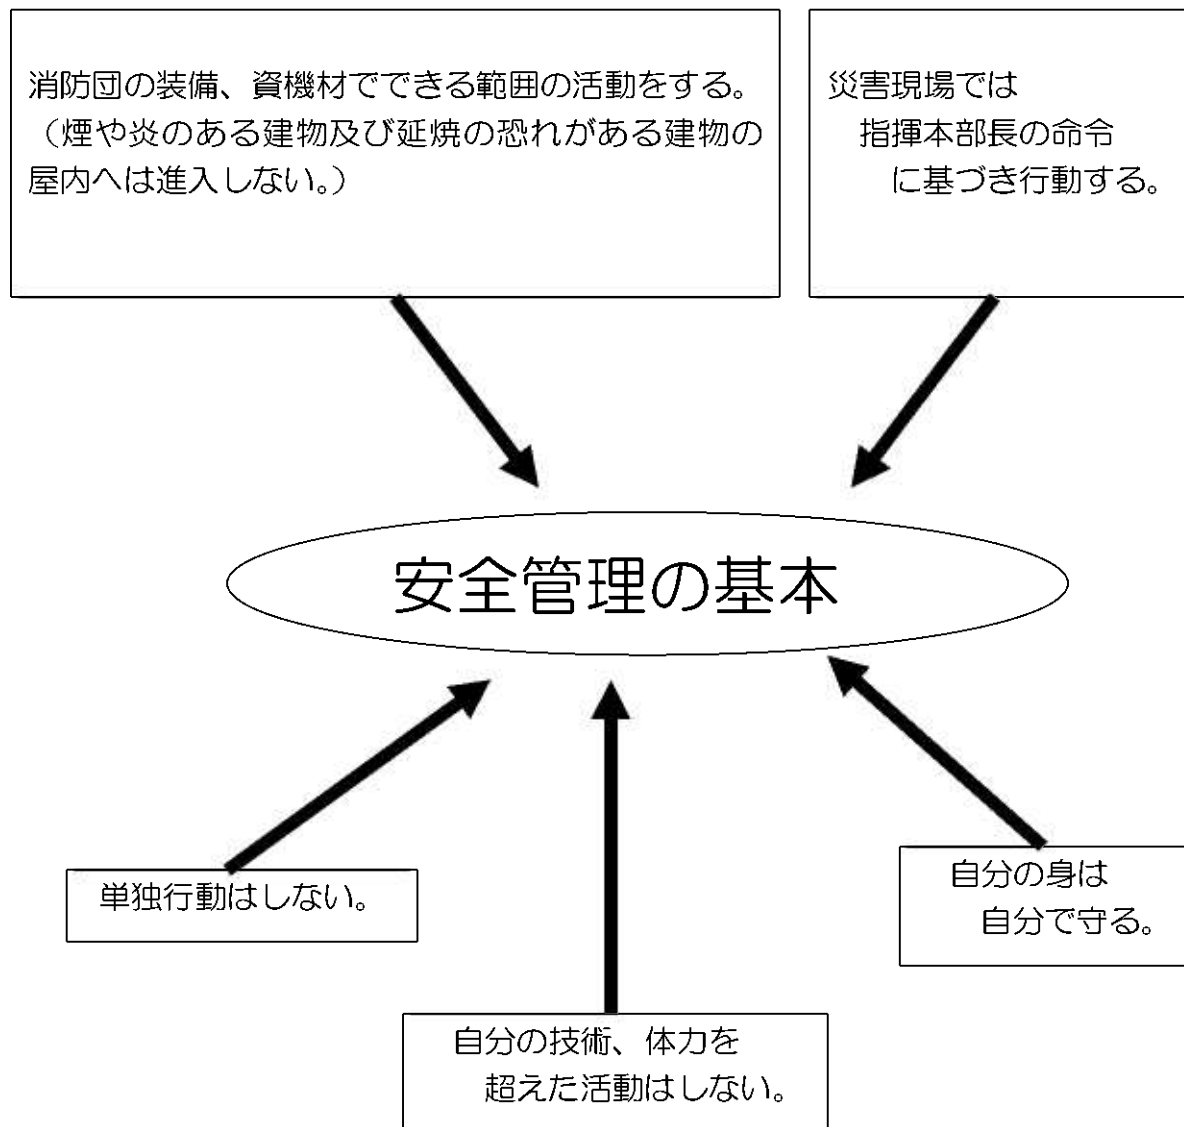 消防団の装備、資機材でできる範囲の活動をする。
（煙や炎のある建物及び延焼の恐れがある建物の
屋内へは進入しない。）
災害現場では
指揮本部長の命令
に基づき行動する。
安全管理の基本
単独行動はしない。
自分の身は
自分で守る。
自分の技術、体力を
超えた活動はしない。